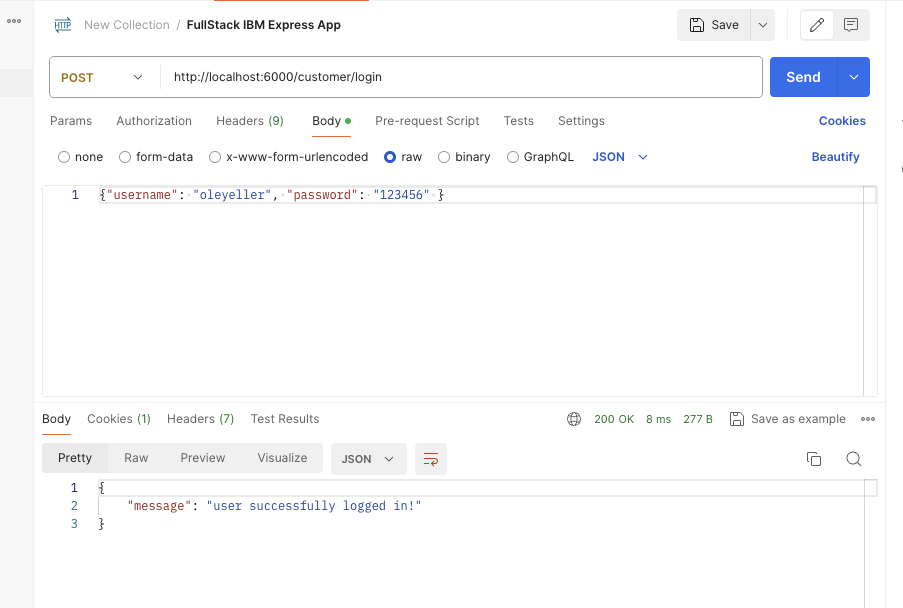 HTTP New Collection / FullStack IBM Express App Save
POST http://localhost:6000/customer/login Send
Params Authorization Headers (9) Body Pre-request Script Tests Settings Cookies
none form-data x-www-form-urlencoded raw binary GraphQL JSON Beautify
1 {"username": "oleyeller", "password": "123456" }
Body Cookies (1) Headers (7) Test Results 200 OK 8 ms 277 B Save as example
Pretty Raw Preview Visualize JSON
1 {
2 "message": "user successfully logged in!"
3 }